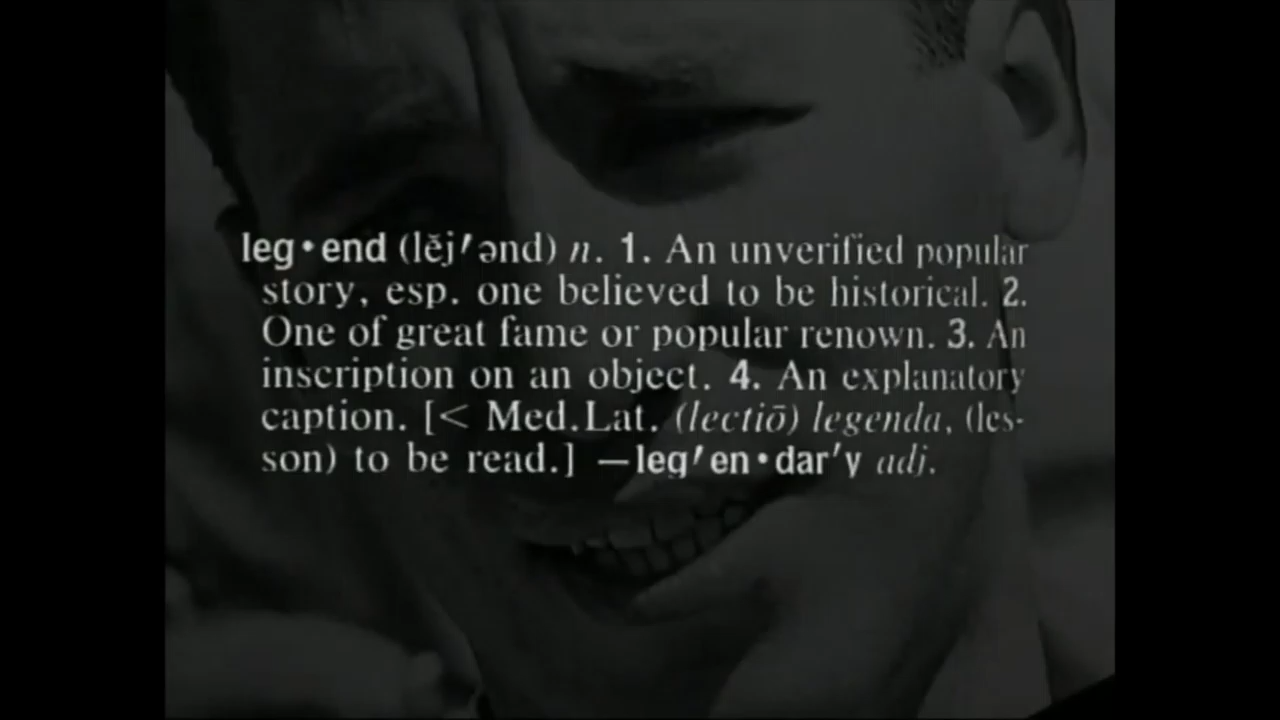 leg•end (lĕj′ənd) n. 1. An unverified popular
story, esp. one believed to be historical. 2.
One of great fame or popular renown. 3. An
inscription on an object. 4. An explanatory
caption. [< Med.Lat. (lectiō) legenda, (les-
son) to be read.] —leg′en•dar′y adj.